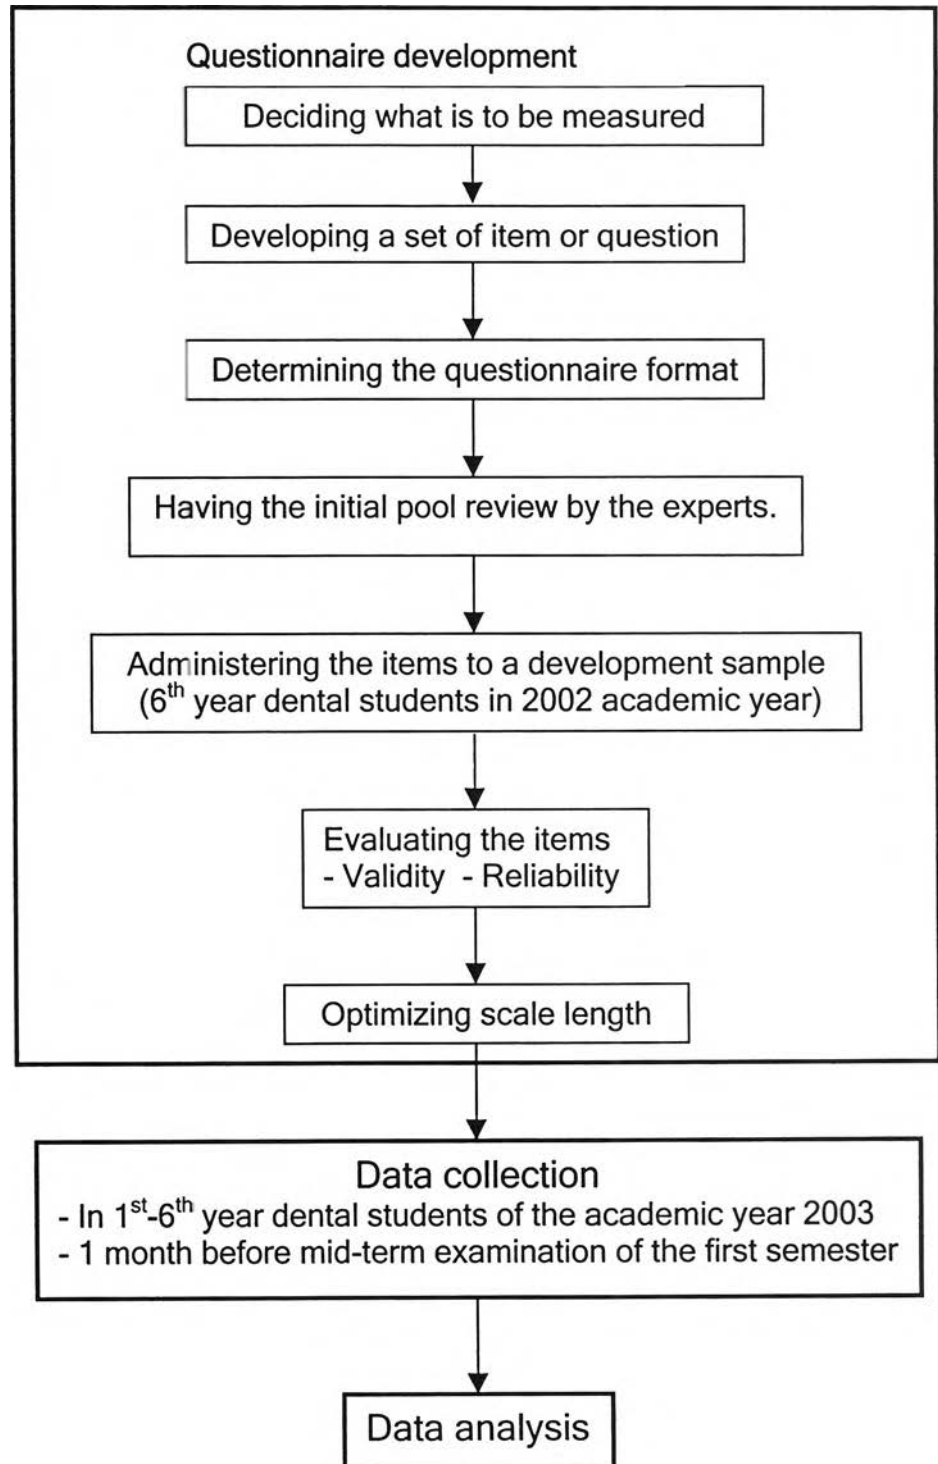 Questionnaire development
Deciding what is to be measured
Developing a set of item or question
Determining the questionnaire format
Having the initial pool review by the experts.
Administering the items to a development sample
(6th year dental students in 2002 academic year)
Evaluating the items
- Validity - Reliability
Optimizing scale length
Data collection
- In 1st-6th year dental students of the academic year 2003
- 1 month before mid-term examination of the first semester
Data analysis